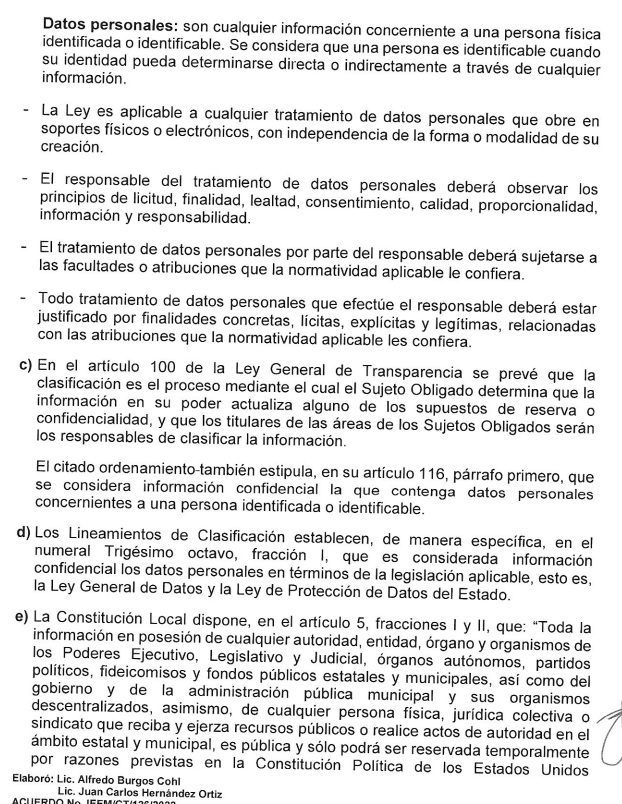 Datos personales: son cualquier información concerniente a una persona física
identificada o identificable. Se considera que una persona es identificable cuando
su identidad pueda determinarse directa o indirectamente a través de cualquier
información.
- La Ley es aplicable a cualquier tratamiento de datos personales que obre en
soportes físicos o electrónicos, con independencia de la forma o modalidad de su
creación.
- El responsable del tratamiento de datos personales deberá observar los
principios de licitud, finalidad, lealtad, consentimiento, calidad, proporcionalidad,
información y responsabilidad.
- El tratamiento de datos personales por parte del responsable deberá sujetarse a
las facultades o atribuciones que la normatividad aplicable le confiera.
- Todo tratamiento de datos personales que efectúe el responsable deberá estar
justificado por finalidades concretas, lícitas, explícitas y legítimas, relacionadas
con las atribuciones que la normatividad aplicable les confiera.
c) En el artículo 100 de la Ley General de Transparencia se prevé que la
clasificación es el proceso mediante el cual el Sujeto Obligado determina que la
información en su poder actualiza alguno de los supuestos de reserva o
confidencialidad, y que los titulares de las áreas de los Sujetos Obligados serán
los responsables de clasificar la información.
El citado ordenamiento también estipula, en su artículo 116, párrafo primero, que
se considera información confidencial la que contenga datos personales
concernientes a una persona identificada o identificable.
d) Los Lineamientos de Clasificación establecen, de manera específica, en el
numeral Trigésimo octavo, fracción I, que es considerada información
confidencial los datos personales en términos de la legislación aplicable, esto es,
la Ley General de Datos y la Ley de Protección de Datos del Estado.
e) La Constitución Local dispone, en el artículo 5, fracciones I y II, que: “Toda la
información en posesión de cualquier autoridad, entidad, órgano y organismos de
los Poderes Ejecutivo, Legislativo y Judicial, órganos autónomos, partidos
políticos, fideicomisos y fondos públicos estatales y municipales, así como del
gobierno y de la administración pública municipal y sus organismos
descentralizados, asimismo, de cualquier persona física, jurídica colectiva o
sindicato que reciba y ejerza recursos públicos o realice actos de autoridad en el
ámbito estatal y municipal, es pública y sólo podrá ser reservada temporalmente
por razones previstas en la Constitución Política de los Estados Unidos
Elaboró: Lic. Alfredo Burgos Cohl
Lic. Juan Carlos Hernández Ortiz
ACUERDO No. IEEM/CT/126/2022